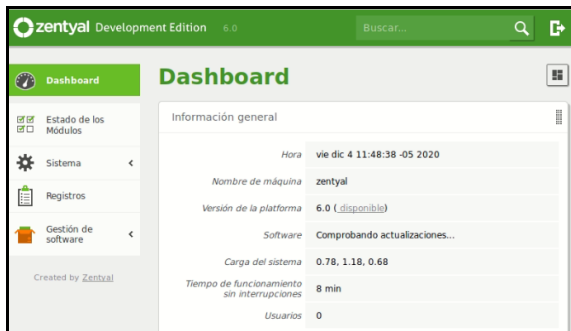 zentyal Development Edition 6.0
Buscar...
Dashboard
Estado de los
Módulos
Sistema
Registros
Gestión de
software
Created by Zentyal
Dashboard
Información general
Hora vie dic 4 11:48:38 -05 2020
Nombre de máquina zentyal
Versión de la platforma 6.0 ( disponible)
Software Comprobando actualizaciones...
Carga del sistema 0.78, 1.18, 0.68
Tiempo de funcionamiento
sin interrupciones 8 min
Usuarios 0